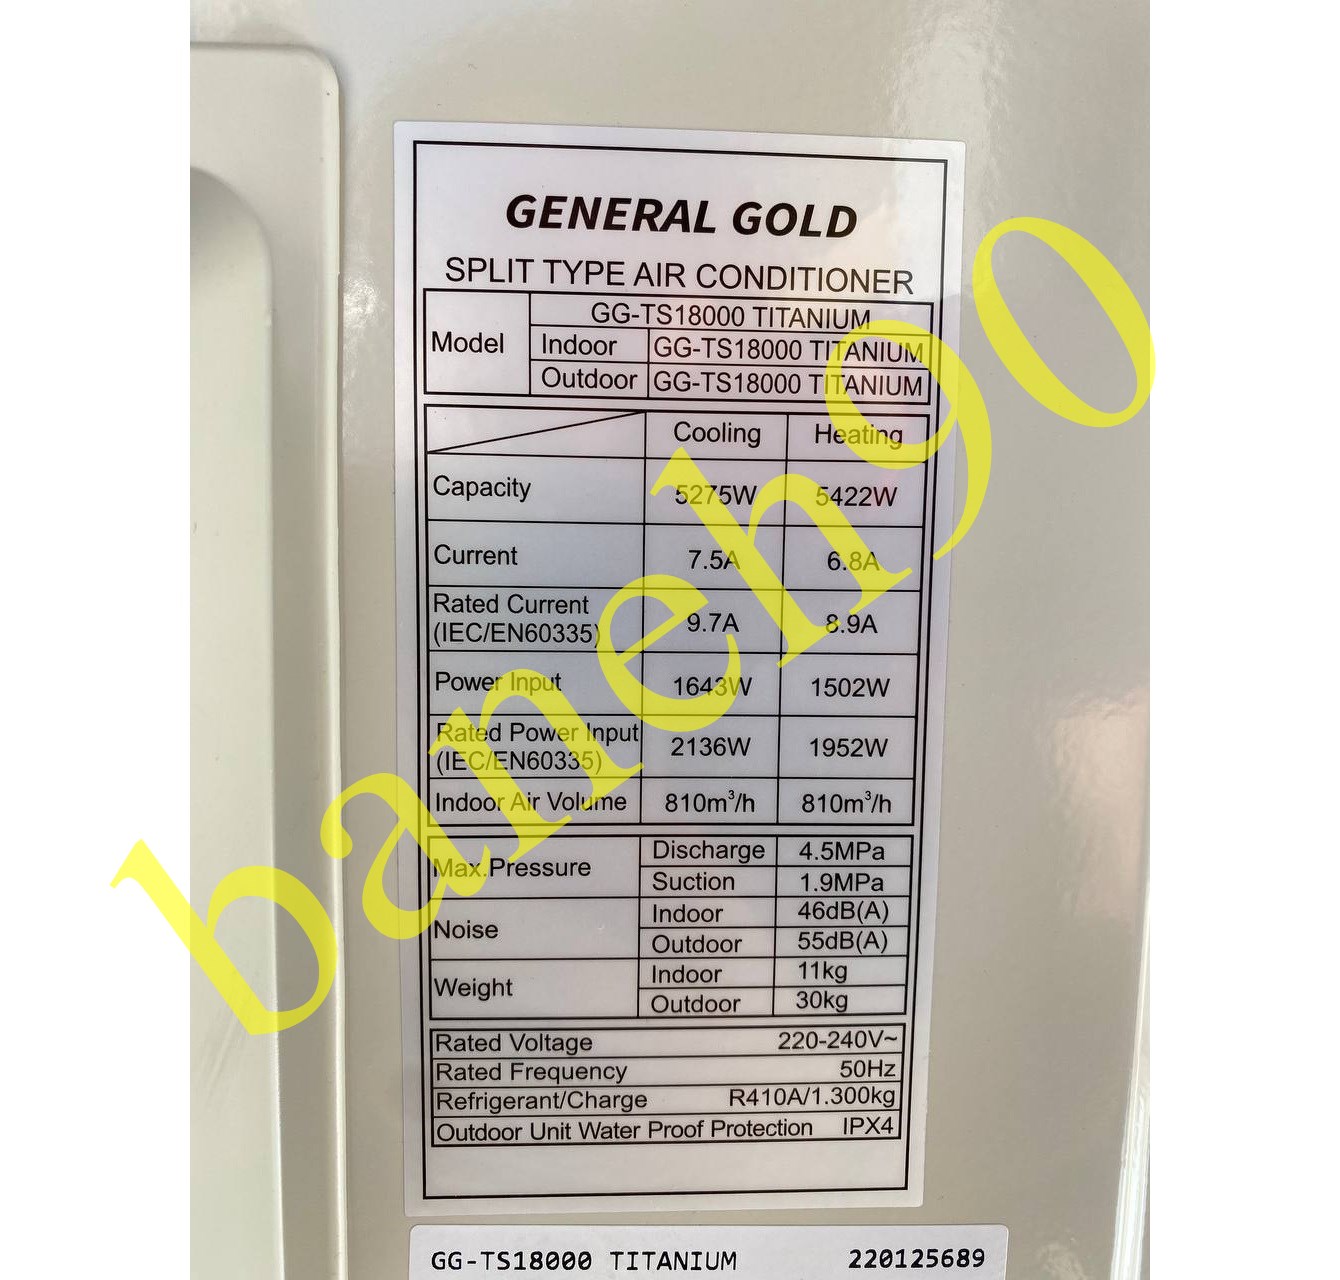 GENERAL GOLD
SPLIT TYPE AIR CONDITIONER
Model
GG-TS18000 TITANIUM
Indoor GG-TS18000 TITANIUM
Outdoor GG-TS18000 TITANIUM
Cooling Heating
Capacity 5275W 5422W
Current 7.5A 6.8A
Rated Current
(IEC/EN60335) 9.7A 8.9A
Power Input 1643W 1502W
Rated Power Input
(IEC/EN60335) 2136W 1952W
Indoor Air Volume 810m³/h 810m³/h
Max.Pressure
Discharge 4.5MPa
Suction 1.9MPa
Noise
Indoor 46dB(A)
Outdoor 55dB(A)
Weight
Indoor 11kg
Outdoor 30kg
Rated Voltage 220-240V~
Rated Frequency 50Hz
Refrigerant/Charge R410A/1.300kg
Outdoor Unit Water Proof Protection IPX4
GG-TS18000 TITANIUM 220125689
baneh90